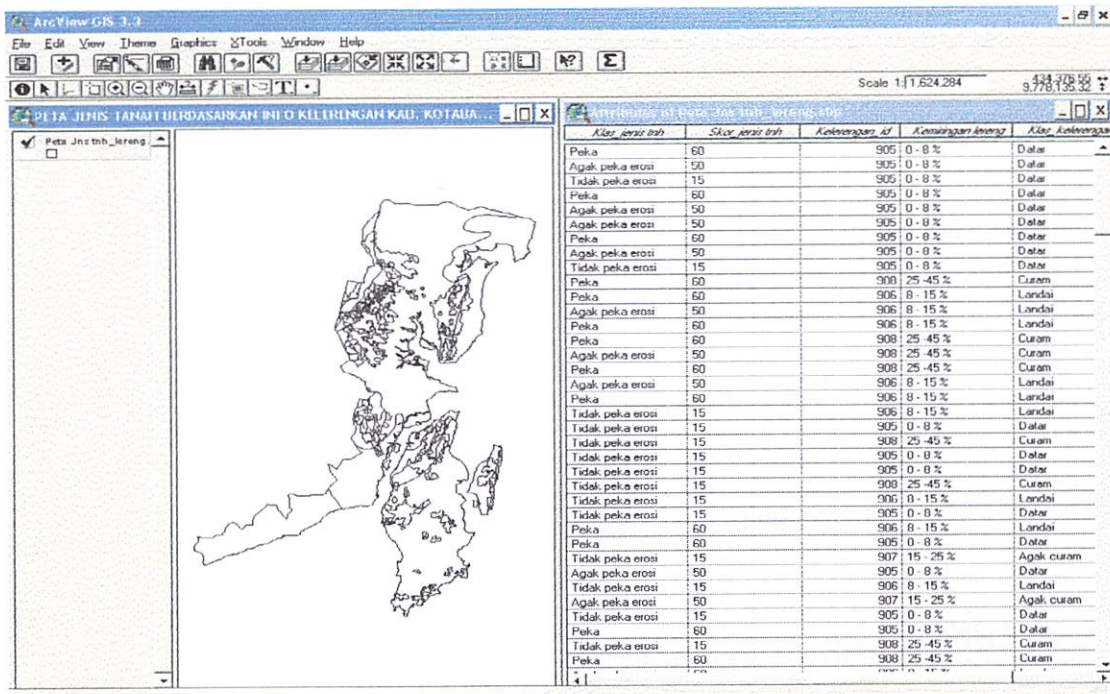 ArcView GIS 3.3
File Edit View Theme Graphics XTools Window Help
Scale 1: 1.624.284
434.376.55
9.778.135.32
PETA JENIS TANAH BERDASARKAN INFO KELERENGAN KAB. KOTABA...
Peta Jns tnh_lereng
Attributes of Peta Jns tnh_lereng.shp
Klas_jenis tnh Skor_jenis tnh Kelerengan_id Kemiringan lereng Klas_kelerengan
Peka 60 905 0 - 8 % Datar
Agak peka erosi 50 905 0 - 8 % Datar
Tidak peka erosi 15 905 0 - 8 % Datar
Peka 60 905 0 - 8 % Datar
Agak peka erosi 50 905 0 - 8 % Datar
Agak peka erosi 50 905 0 - 8 % Datar
Peka 60 905 0 - 8 % Datar
Agak peka erosi 50 905 0 - 8 % Datar
Tidak peka erosi 15 905 0 - 8 % Datar
Peka 60 908 25 -45 % Curam
Peka 60 906 8 - 15 % Landai
Agak peka erosi 50 906 8 - 15 % Landai
Peka 60 906 8 - 15 % Landai
Peka 60 908 25 -45 % Curam
Agak peka erosi 50 908 25 -45 % Curam
Peka 60 908 25 -45 % Curam
Agak peka erosi 50 906 8 - 15 % Landai
Peka 60 906 8 - 15 % Landai
Tidak peka erosi 15 906 8 - 15 % Landai
Tidak peka erosi 15 905 0 - 8 % Datar
Tidak peka erosi 15 908 25 -45 % Curam
Tidak peka erosi 15 905 0 - 8 % Datar
Tidak peka erosi 15 905 0 - 8 % Datar
Tidak peka erosi 15 908 25 -45 % Curam
Tidak peka erosi 15 906 8 - 15 % Landai
Tidak peka erosi 15 905 0 - 8 % Datar
Peka 60 906 8 - 15 % Landai
Peka 60 905 0 - 8 % Datar
Tidak peka erosi 15 907 15 - 25 % Agak curam
Agak peka erosi 50 905 0 - 8 % Datar
Tidak peka erosi 15 906 8 - 15 % Landai
Agak peka erosi 50 907 15 - 25 % Agak curam
Tidak peka erosi 15 905 0 - 8 % Datar
Peka 60 905 0 - 8 % Datar
Tidak peka erosi 15 908 25 -45 % Curam
Peka 60 908 25 -45 % Curam